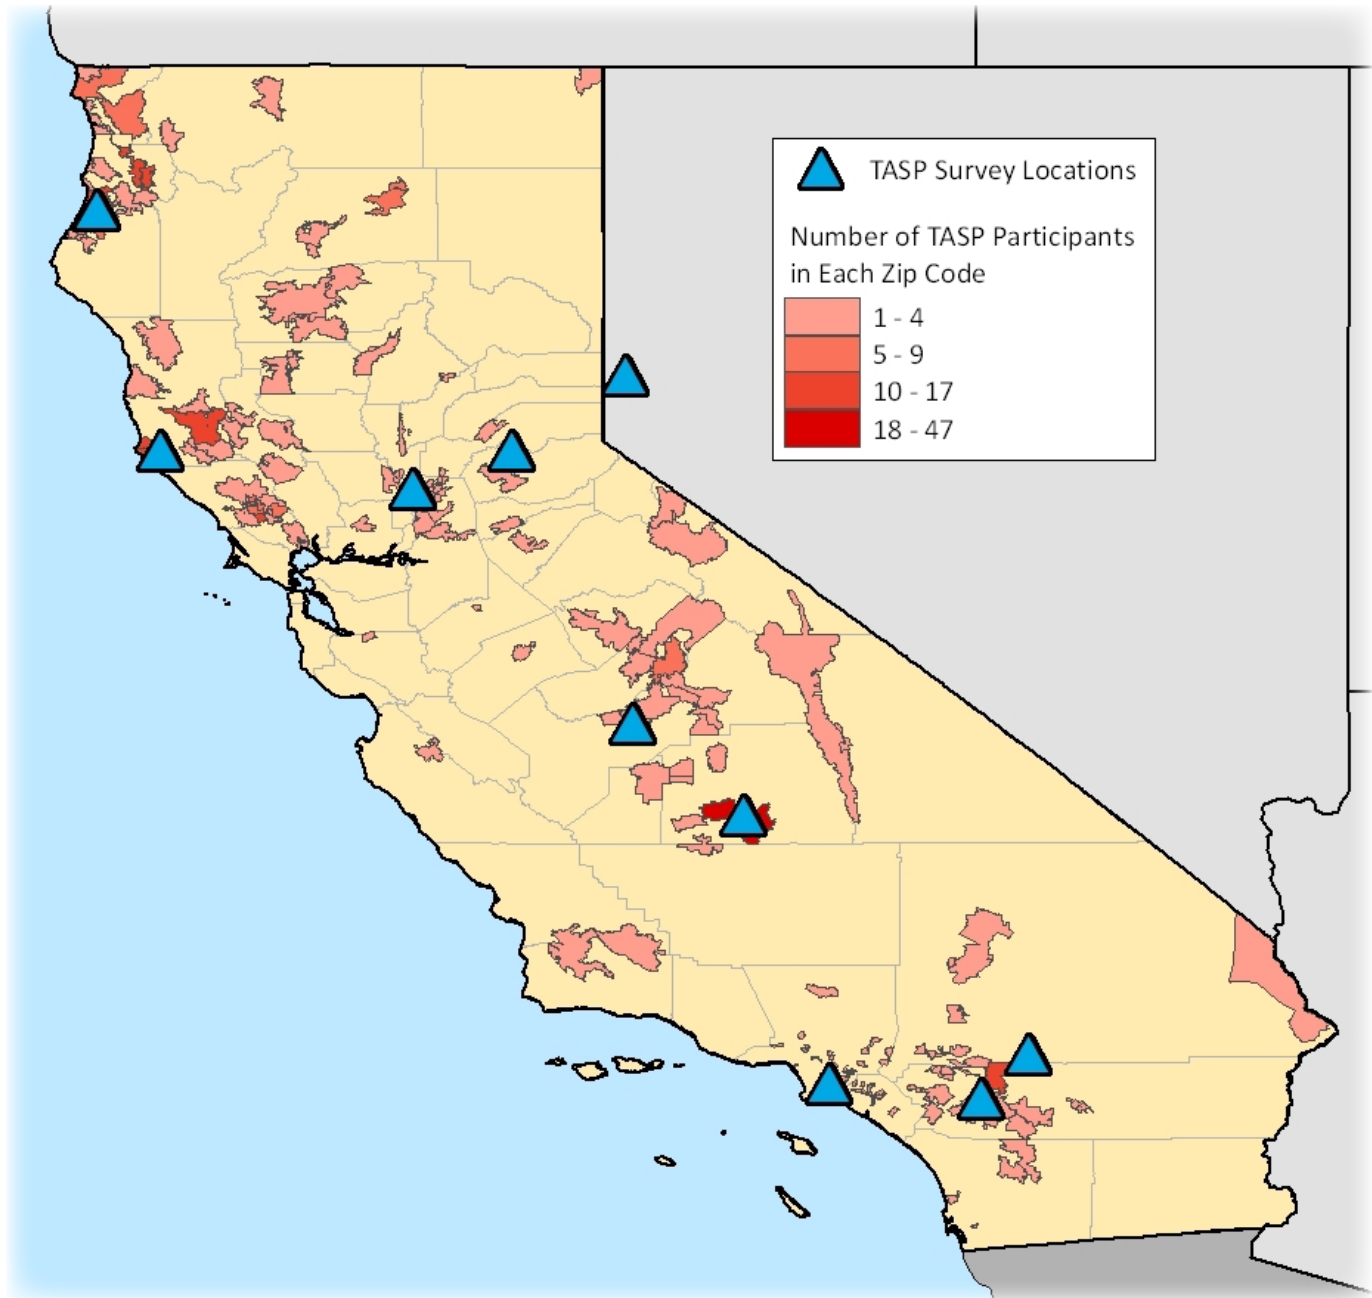 TASP Survey Locations
Number of TASP Participants
in Each Zip Code
1 - 4
5 - 9
10 - 17
18 - 47